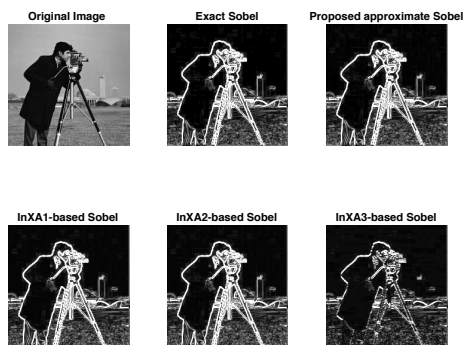 Original Image
Exact Sobel
Proposed approximate Sobel
InXA1-based Sobel
InXA2-based Sobel
InXA3-based Sobel